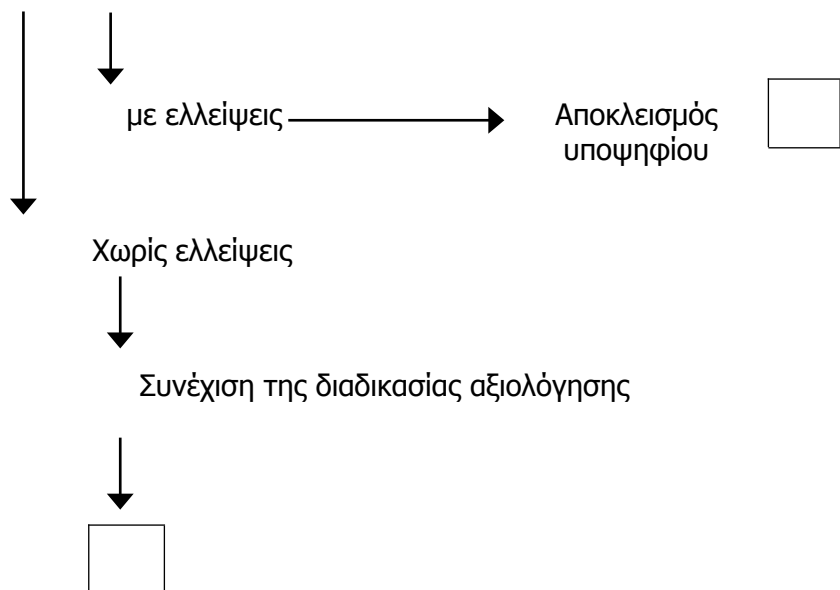 με ελλείψεις
Αποκλεισμός
υποψηφίου
Χωρίς ελλείψεις
Συνέχιση της διαδικασίας αξιολόγησης